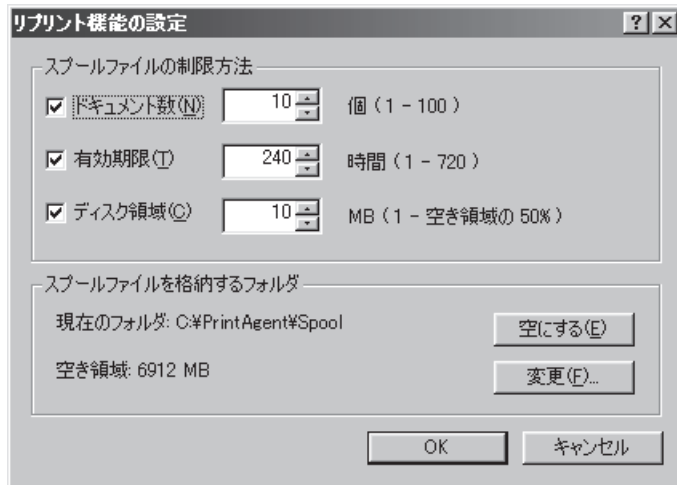 リプリント機能の設定
スプールファイルの制限方法
ドキュメント数(N) 10 個 ( 1 - 100 )
有効期限(T) 240 時間 ( 1 - 720 )
ディスク領域(C) 10 MB ( 1 - 空き領域の 50% )
スプールファイルを格納するフォルダ
現在のフォルダ: C:¥PrintAgent¥Spool 空にする(E)
空き領域: 6912 MB 変更(F)...
OK キャンセル